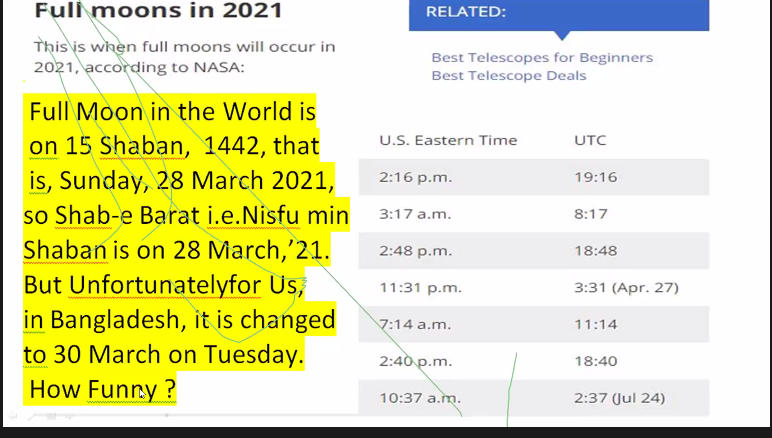 Full moons in 2021
This is when full moons will occur in
2021, according to NASA:
Full Moon in the World is
on 15 Shaban,  1442, that
is, Sunday, 28 March 2021,
so Shab-e Barat i.e.Nisfu min
Shaban is on 28 March,’21.
But Unfortunatelyfor Us,
in Bangladesh, it is changed
to 30 March on Tuesday.
How Funny ?
RELATED:
Best Telescopes for Beginners
Best Telescope Deals
U.S. Eastern Time UTC
2:16 p.m. 19:16
3:17 a.m. 8:17
2:48 p.m. 18:48
11:31 p.m. 3:31 (Apr. 27)
7:14 a.m. 11:14
2:40 p.m. 18:40
10:37 a.m. 2:37 (Jul 24)